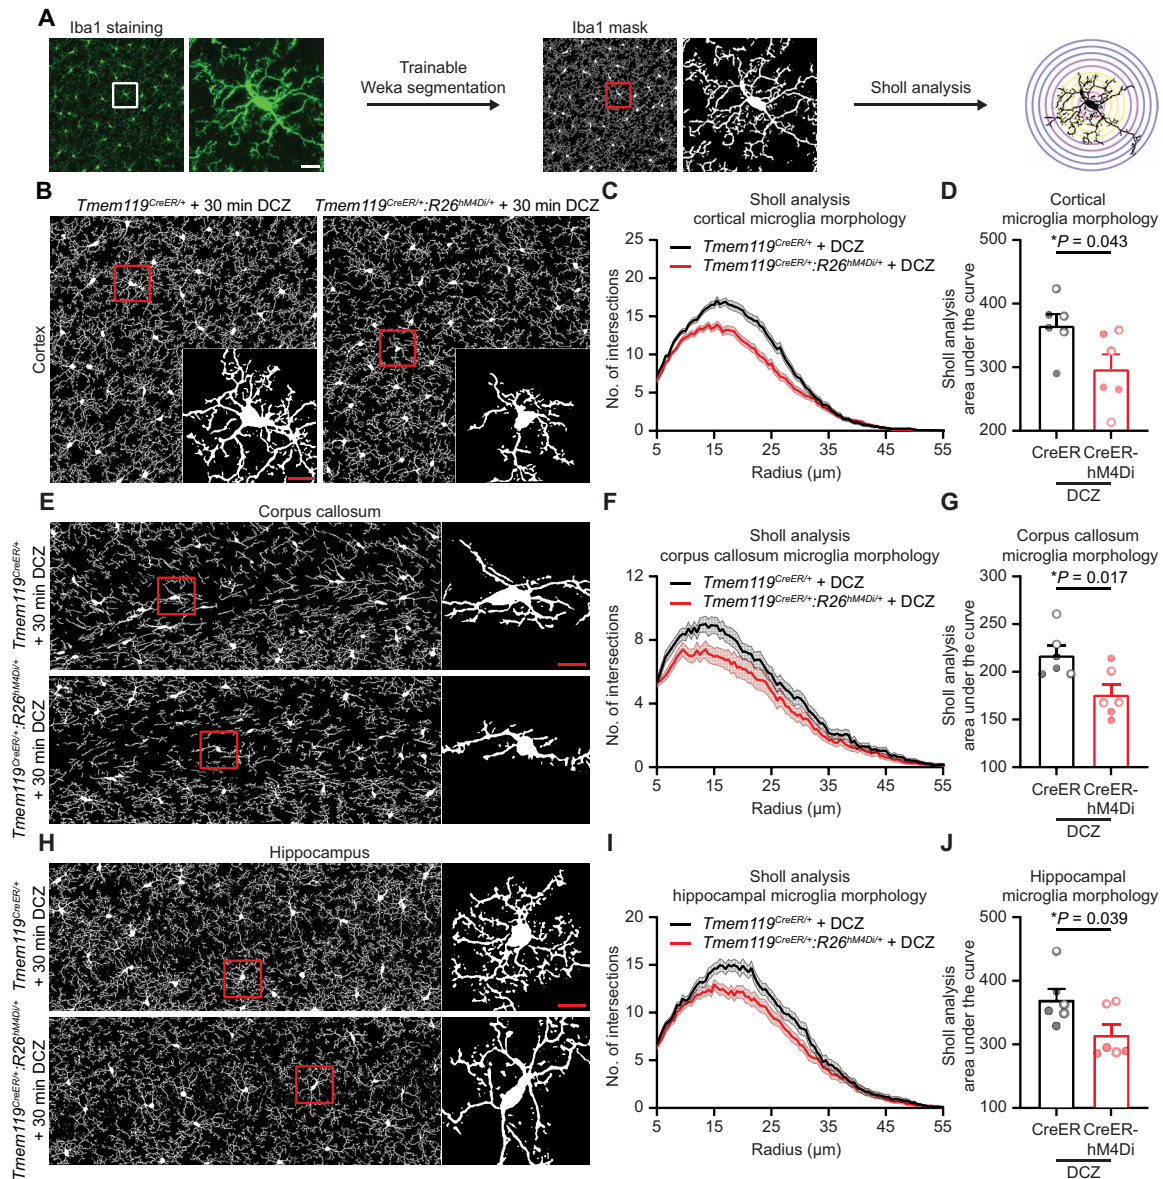 A
Iba1 staining
Trainable
Weka segmentation
Iba1 mask
Sholl analysis
B
Tmem119CreER/+ + 30 min DCZ
Tmem119CreER/+:R26hM4Di/+ + 30 min DCZ
Cortex
C
Sholl analysis
cortical microglia morphology
Tmem119CreER/+ + DCZ
Tmem119CreER/+:R26hM4Di/+ + DCZ
No. of intersections
25
20
15
10
5
0
5 15 25 35 45 55
Radius (µm)
D
Cortical
microglia morphology
*P = 0.043
Sholl analysis
area under the curve
500
400
300
200
CreER CreER-
hM4Di
DCZ
E
Corpus callosum
Tmem119CreER/+
+ 30 min DCZ
Tmem119CreER/+:R26hM4Di/+
+ 30 min DCZ
F
Sholl analysis
corpus callosum microglia morphology
Tmem119CreER/+ + DCZ
Tmem119CreER/+:R26hM4Di/+ + DCZ
No. of intersections
12
8
4
0
5 15 25 35 45 55
Radius (µm)
G
Corpus callosum
microglia morphology
*P = 0.017
Sholl analysis
area under the curve
300
250
200
150
100
CreER CreER-
hM4Di
DCZ
H
Hippocampus
Tmem119CreER/+
+ 30 min DCZ
Tmem119CreER/+:R26hM4Di/+
+ 30 min DCZ
I
Sholl analysis
hippocampal microglia morphology
Tmem119CreER/+ + DCZ
Tmem119CreER/+:R26hM4Di/+ + DCZ
No. of intersections
20
15
10
5
0
5 15 25 35 45 55
Radius (µm)
J
Hippocampal
microglia morphology
*P = 0.039
Sholl analysis
area under the curve
500
400
300
100
CreER CreER-
hM4Di
DCZ